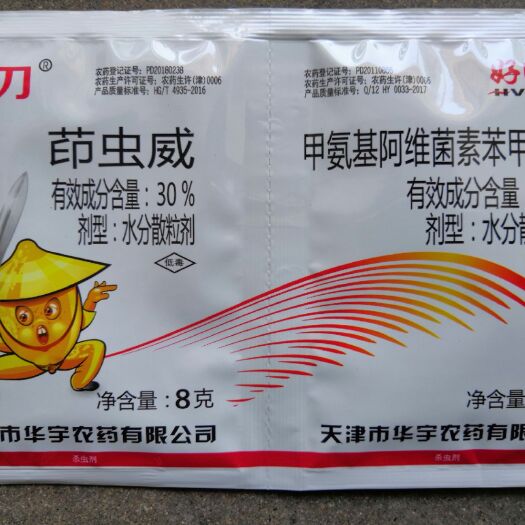 刀®
农药登记证号：PD20180238
农药生产许可证号：农药生许(津)0006
产品质量标准号：HG/T 4935-2016
茚虫威
有效成分含量：30%
剂型：水分散粒剂
低毒
净含量：8克
市华宇农药有限公司
杀虫剂
农药登记证号：
农药生产许可证号：农药生许(津)0006
产品质量标准号：Q/12 HY 0033-2017
好
HY
甲氨基阿维菌素苯甲
有效成分含量
剂型：水分散
净含量：
天津市华宇农药有限
杀虫剂